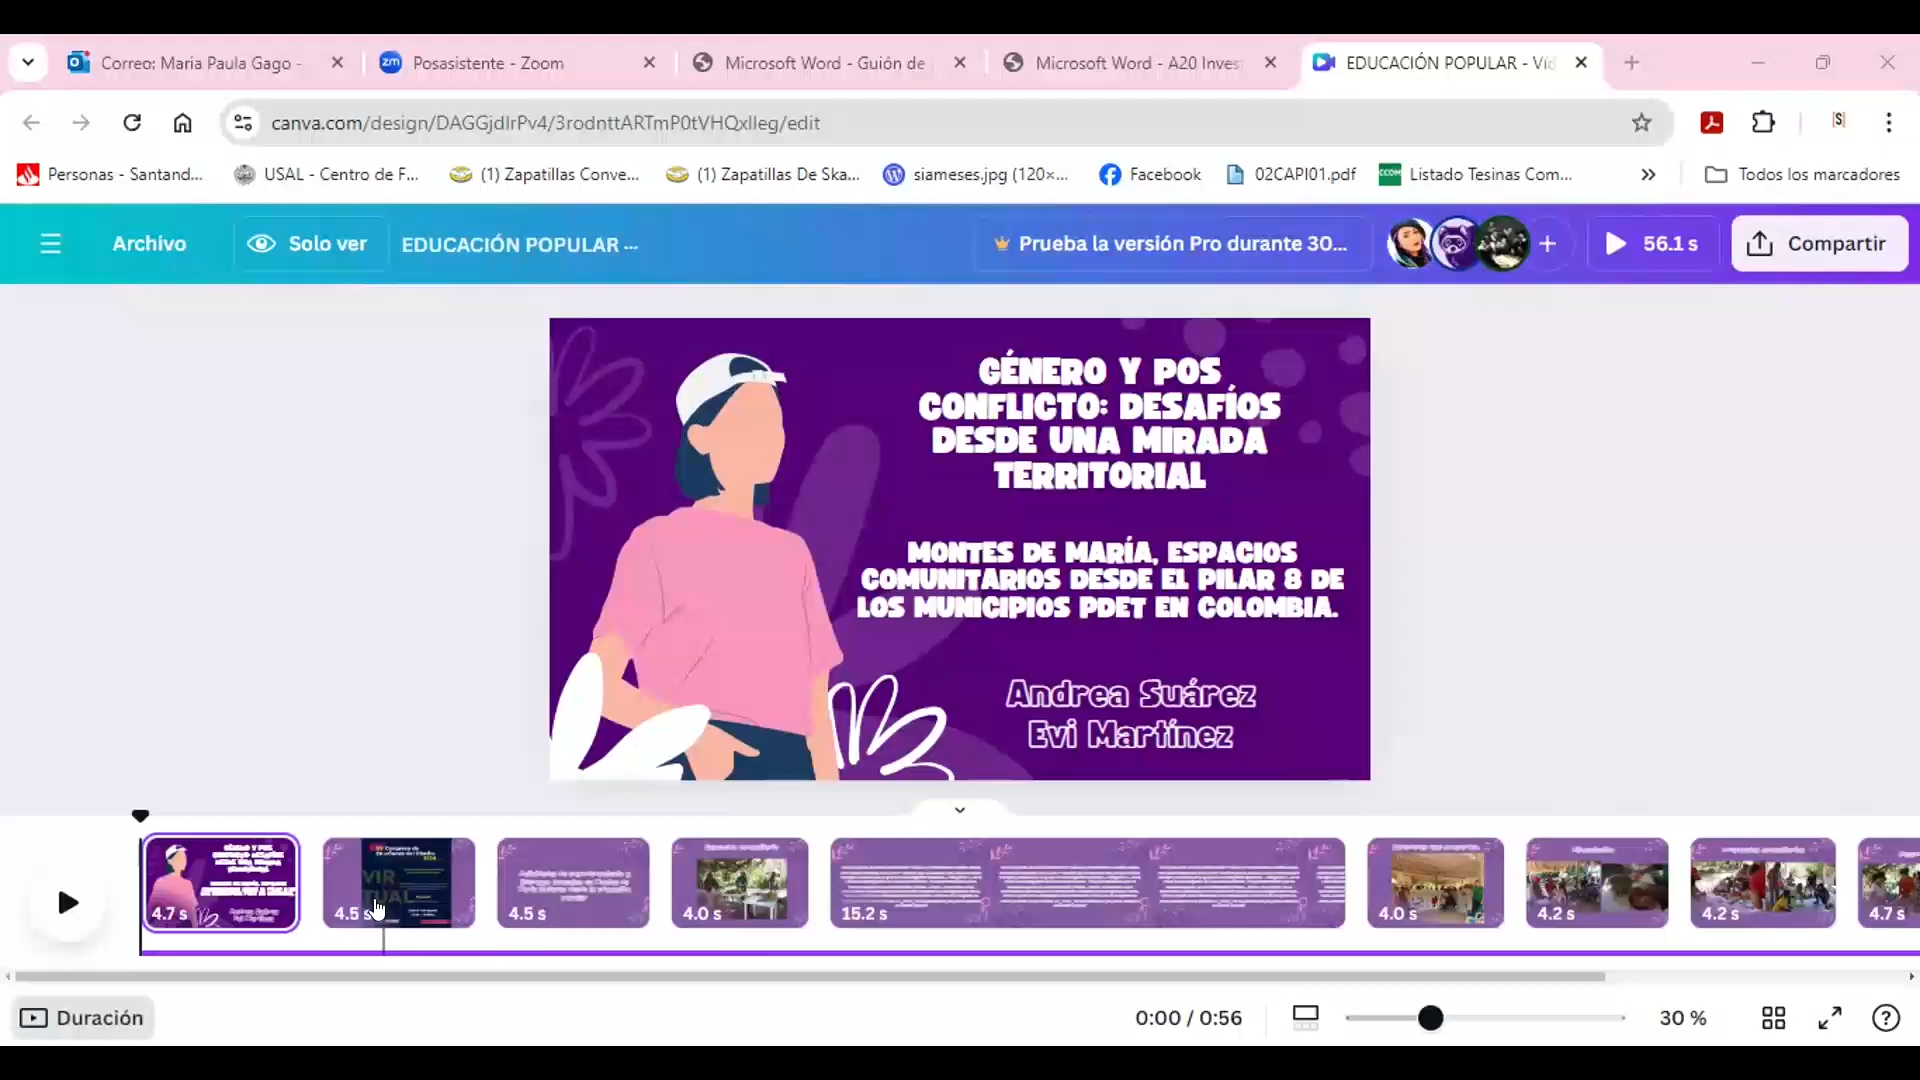 Correo: Maria Paula Gago -
Posasistente - Zoom
Microsoft Word - Guión de
Microsoft Word - A20 Inves
EDUCACIÓN POPULAR - Víd
canva.com/design/DAGGjdlrPv4/3rodnttARTmP0tVHQxlleg/edit
Personas - Santand...
USAL - Centro de F...
(1) Zapatillas Conve...
(1) Zapatillas De Ska...
siameses.jpg (120×...
Facebook
02CAPI01.pdf
CCOM
Listado Tesinas Com...
Todos los marcadores
Archivo
Solo ver
EDUCACIÓN POPULAR ...
Prueba la versión Pro durante 30...
56.1 s
Compartir
GÉNERO Y POS
CONFLICTO: DESAFÍOS
DESDE UNA MIRADA
TERRITORIAL
MONTES DE MARÍA, ESPACIOS
COMUNITARIOS DESDE EL PILAR 8 DE
LOS MUNICIPIOS PDET EN COLOMBIA.
Andrea Suárez
Evi Martínez
4.7 s
4.5 s
4.5 s
4.0 s
15.2 s
4.0 s
4.2 s
4.2 s
4.7 s
Duración
0:00 / 0:56
30 %